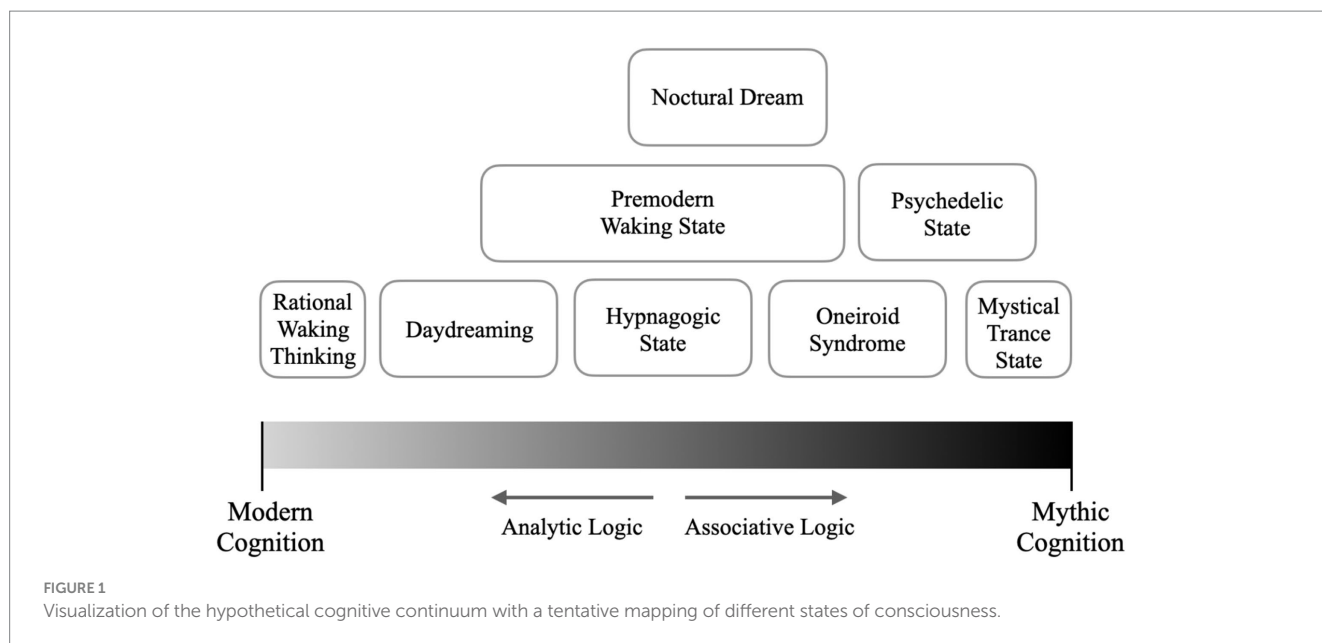 Noctural Dream
Premodern
Waking State
Psychedelic
State
Rational
Waking
Thinking
Daydreaming
Hypnagogic
State
Oneiroid
Syndrome
Mystical
Trance
State
Modern
Cognition
Analytic Logic
Associative Logic
Mythic
Cognition
FIGURE 1
Visualization of the hypothetical cognitive continuum with a tentative mapping of different states of consciousness.